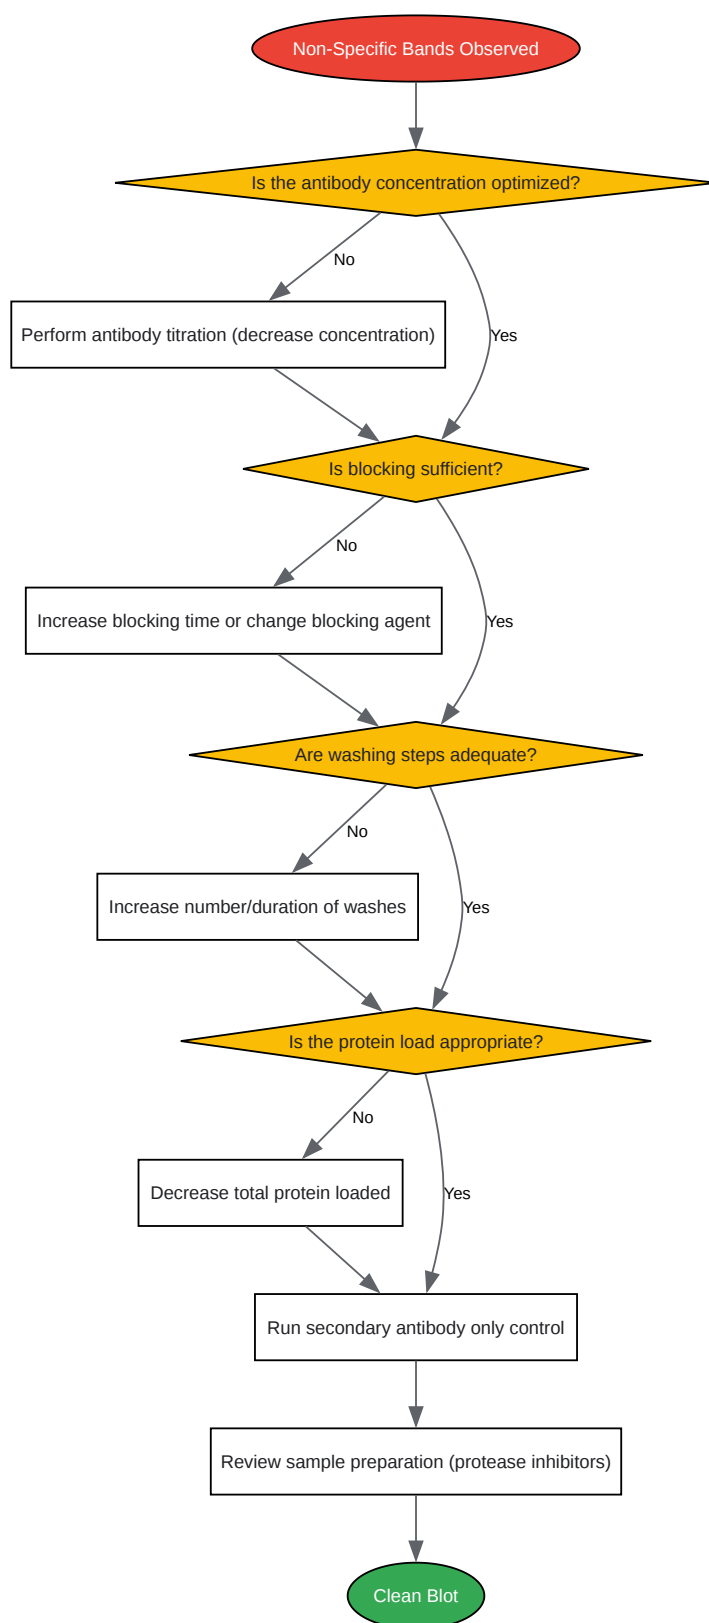 Non-Specific Bands Observed
Is the antibody concentration optimized?
No
Perform antibody titration (decrease concentration)
Yes
Is blocking sufficient?
No
Increase blocking time or change blocking agent
Yes
Are washing steps adequate?
No
Increase number/duration of washes
Yes
Is the protein load appropriate?
No
Decrease total protein loaded
Yes
Run secondary antibody only control
Review sample preparation (protease inhibitors)
Clean Blot